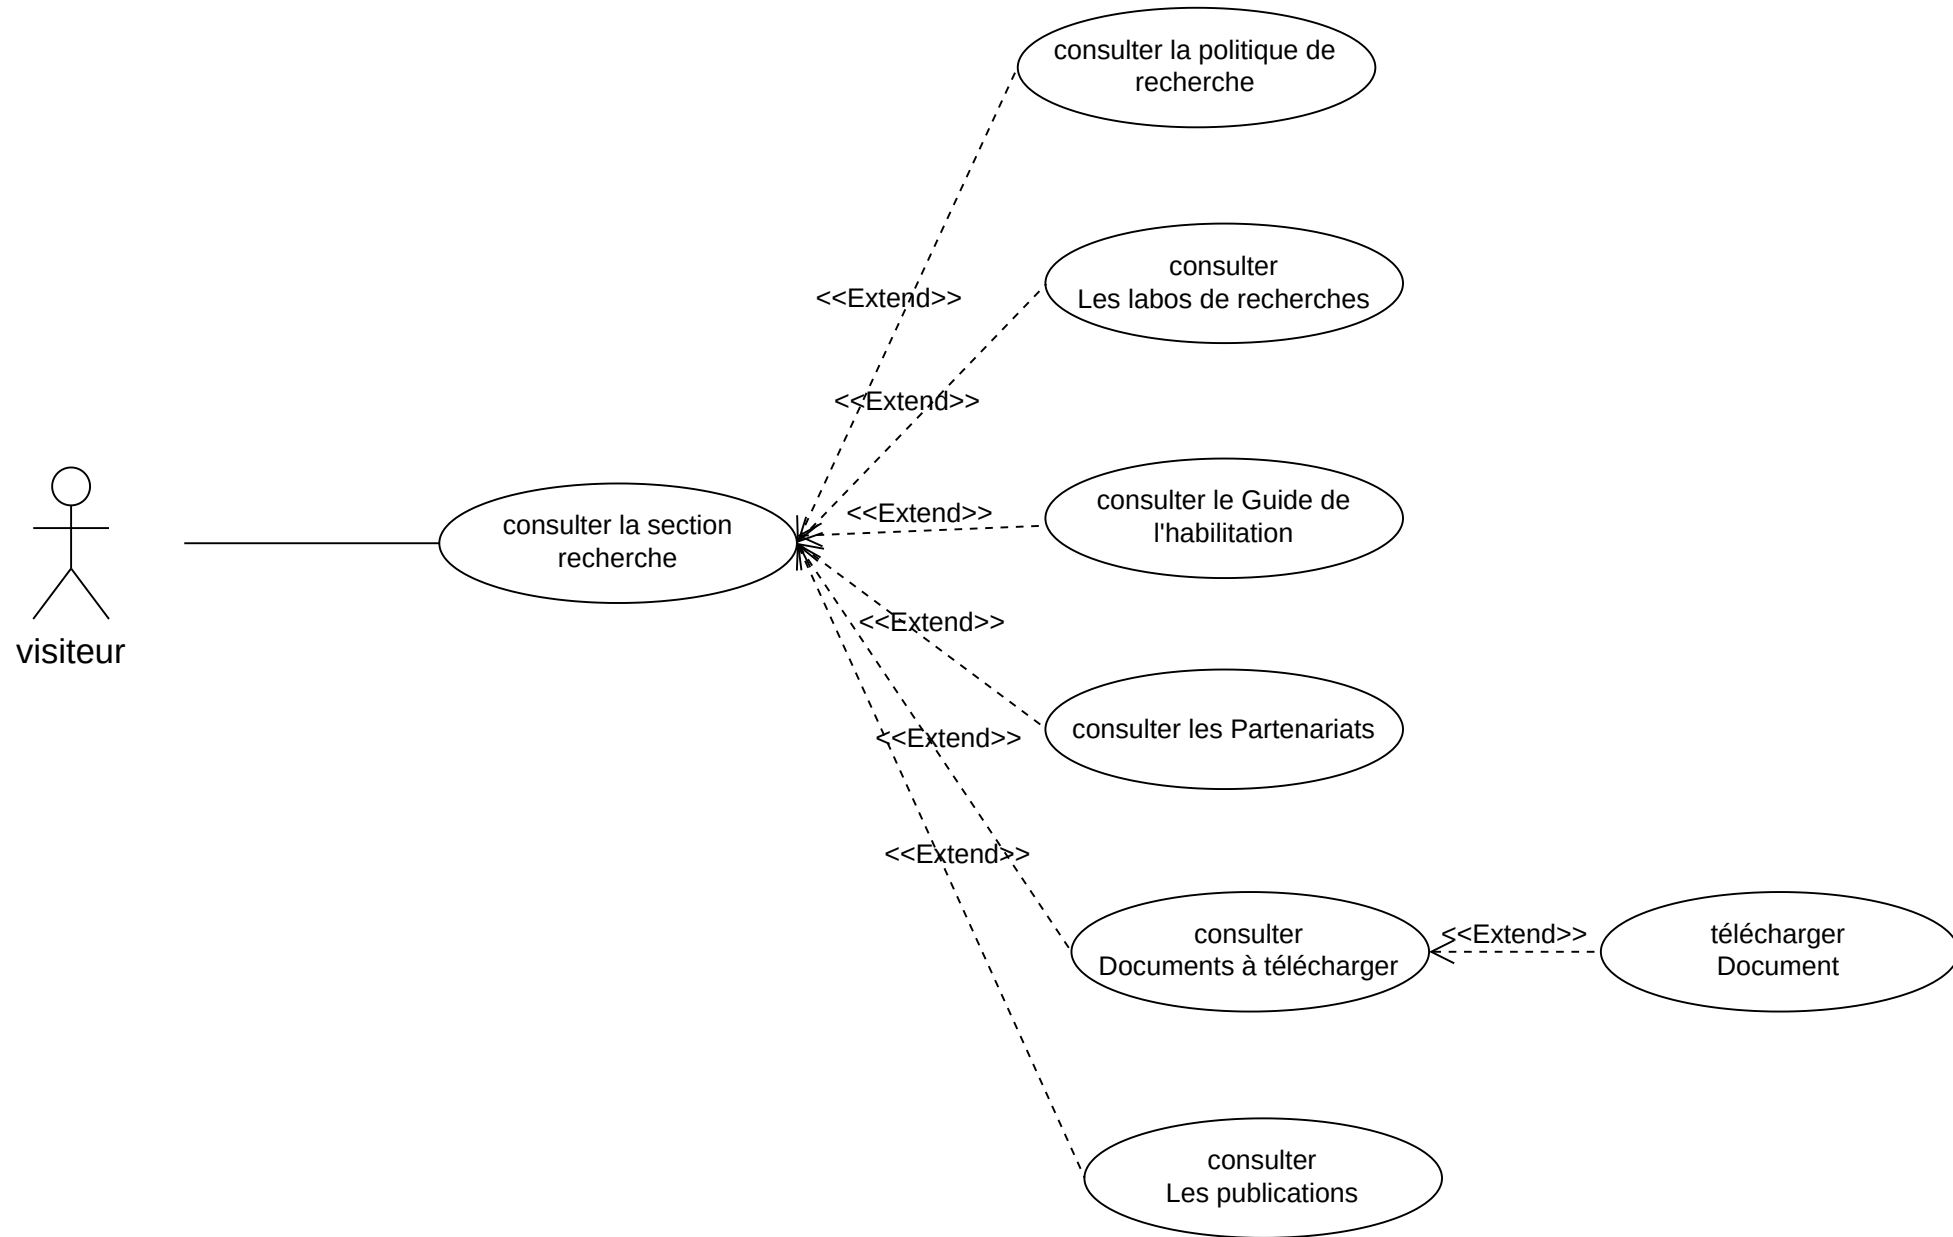 consulter la politique de
recherche
<<Extend>>
consulter
Les labos de recherches
<<Extend>>
consulter le Guide de
l'habilitation
<<Extend>>
consulter la section
recherche
visiteur
<<Extend>>
consulter les Partenariats
<<Extend>>
<<Extend>>
consulter
Documents à télécharger
<<Extend>>
télécharger
Document
consulter
Les publications